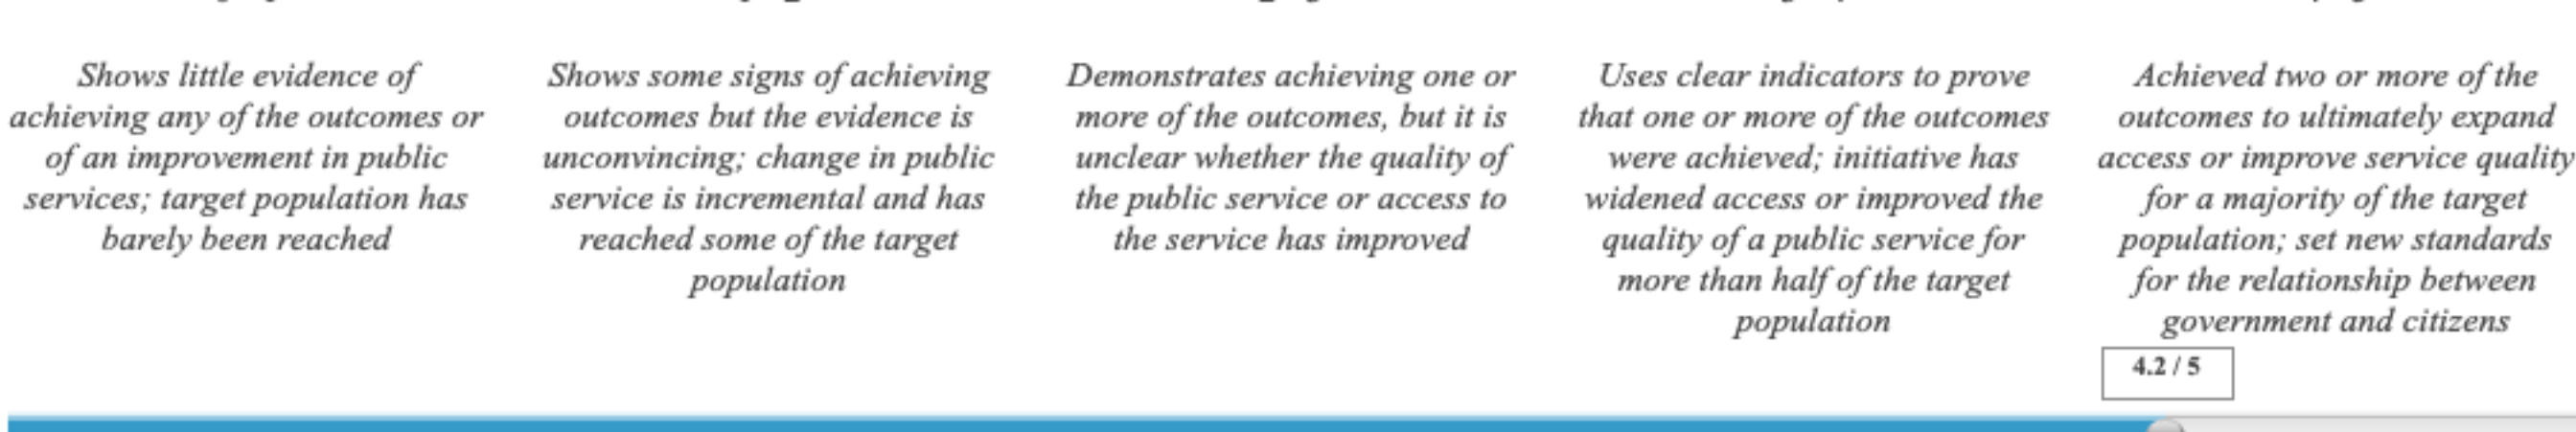 Shows little evidence of
achieving any of the outcomes or
of an improvement in public
services; target population has
barely been reached
Shows some signs of achieving
outcomes but the evidence is
unconvincing; change in public
service is incremental and has
reached some of the target
population
Demonstrates achieving one or
more of the outcomes, but it is
unclear whether the quality of
the public service or access to
the service has improved
Uses clear indicators to prove
that one or more of the outcomes
were achieved; initiative has
widened access or improved the
quality of a public service for
more than half of the target
population
Achieved two or more of the
outcomes to ultimately expand
access or improve service quality
for a majority of the target
population; set new standards
for the relationship between
government and citizens
4.2 / 5